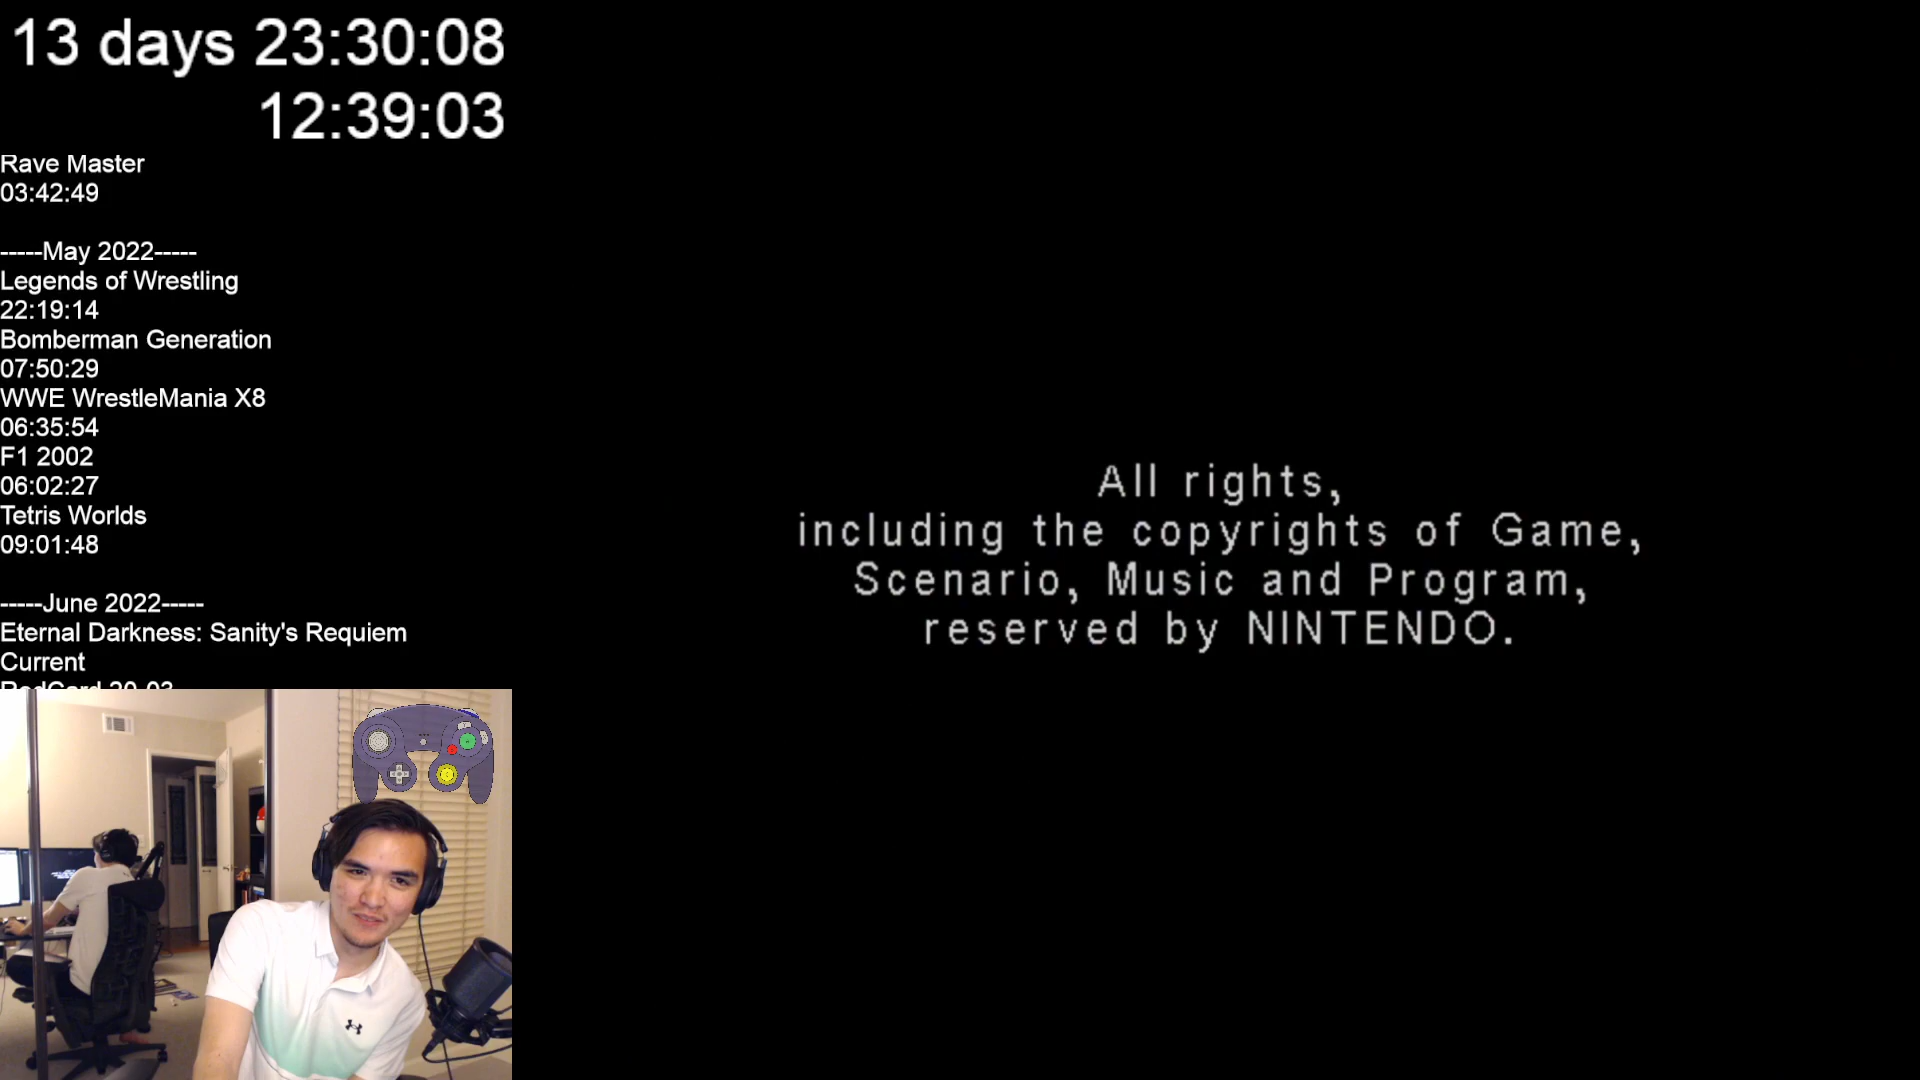 13 days 23:30:08
12:39:03
Rave Master
03:42:49
-----May 2022-----
Legends of Wrestling
22:19:14
Bomberman Generation
07:50:29
WWE WrestleMania X8
06:35:54
F1 2002
06:02:27
Tetris Worlds
09:01:48
-----June 2022-----
Eternal Darkness: Sanity's Requiem
Current
RedCard 20-03
All rights,
including the copyrights of Game,
Scenario, Music and Program,
reserved by NINTENDO.